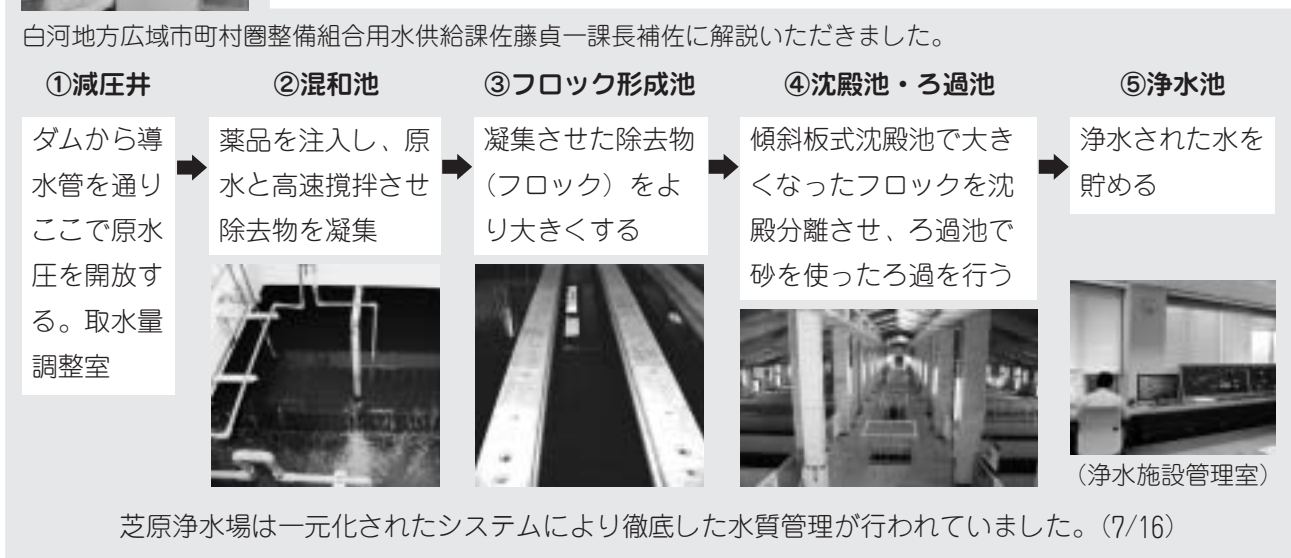 白河地方広域市町村圏整備組合用水供給課佐藤貞一課長補佐に解説いただきました。
①減圧井
ダムから導
水管を通り
ここで原水
圧を開放す
る。取水量
調整室
②混和池
薬品を注入し、原
水と高速撹拌させ
除去物を凝集
③フロック形成池
凝集させた除去物
（フロック）をよ
り大きくする
④沈殿池・ろ過池
傾斜板式沈殿池で大き
くなったフロックを沈
殿分離させ、ろ過池で
砂を使ったろ過を行う
⑤浄水池
浄水された水を
貯める
（浄水施設管理室）
芝原浄水場は一元化されたシステムにより徹底した水質管理が行われていました。(7/16)